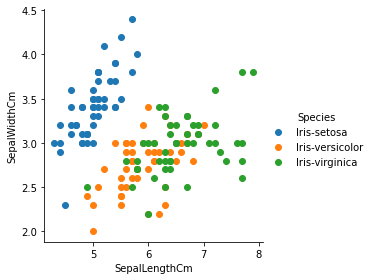 4.5
4.0
3.5
3.0
2.5
2.0
SepalWidthCm
5
6
7
8
SepalLengthCm
Species
Iris-setosa
Iris-versicolor
Iris-virginica